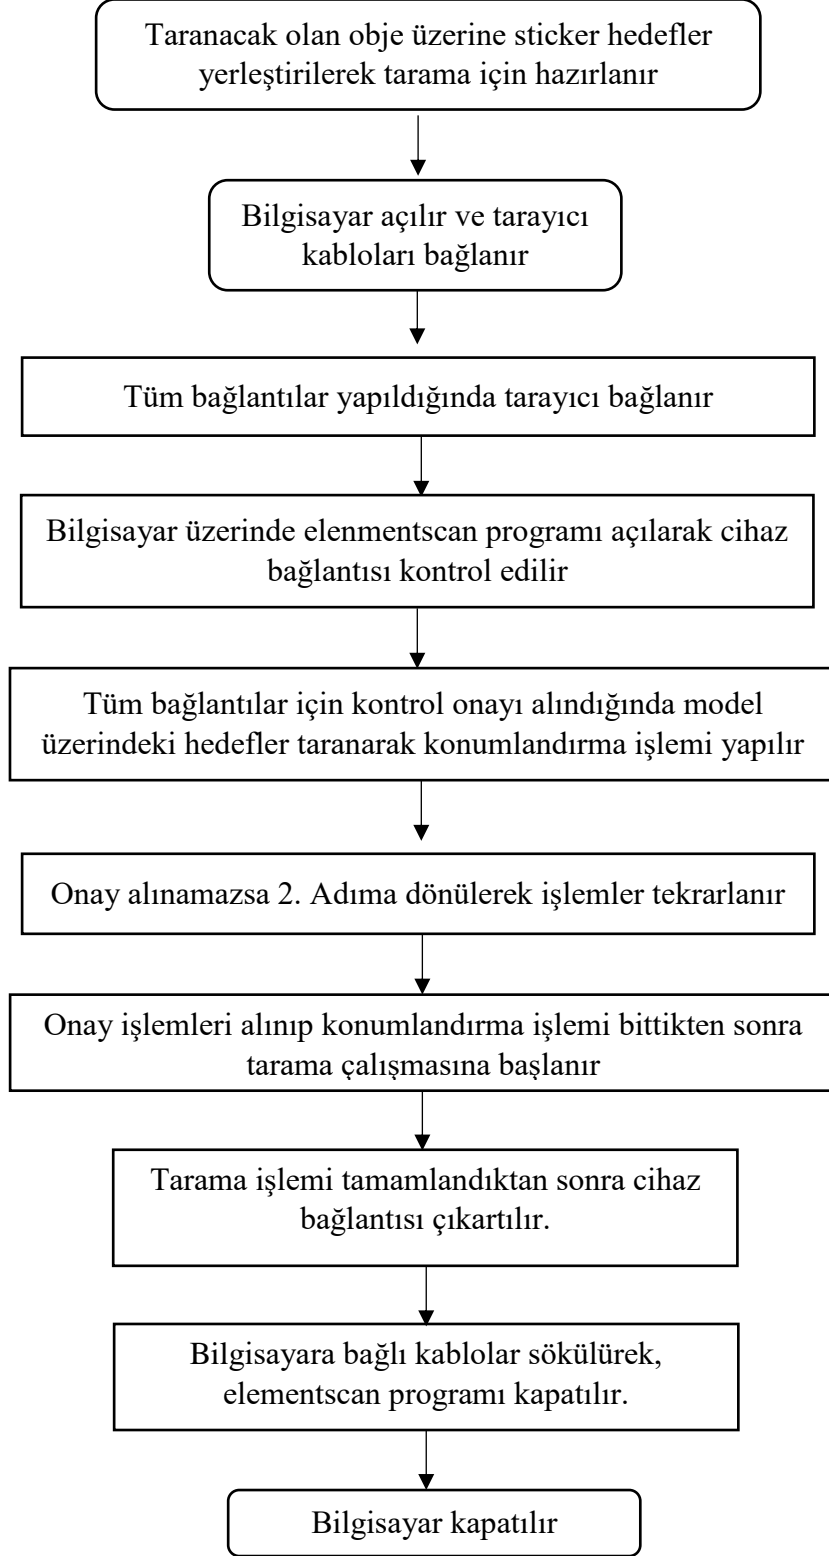 Taranacak olan obje üzerine sticker hedefler
yerleştirilerek tarama için hazırlanır
Bilgisayar açılır ve tarayıcı
kabloları bağlanır
Tüm bağlantılar yapıldığında tarayıcı bağlanır
Bilgisayar üzerinde elenmentscan programı açılarak cihaz
bağlantısı kontrol edilir
Tüm bağlantılar için kontrol onayı alındığında model
üzerindeki hedefler taranarak konumlandırma işlemi yapılır
Onay alınamazsa 2. Adıma dönülerek işlemler tekrarlanır
Onay işlemleri alınıp konumlandırma işlemi bittikten sonra
tarama çalışmasına başlanır
Tarama işlemi tamamlandıktan sonra cihaz
bağlantısı çıkartılır.
Bilgisayara bağlı kablolar sökülürek,
elementscan programı kapatılır.
Bilgisayar kapatılır